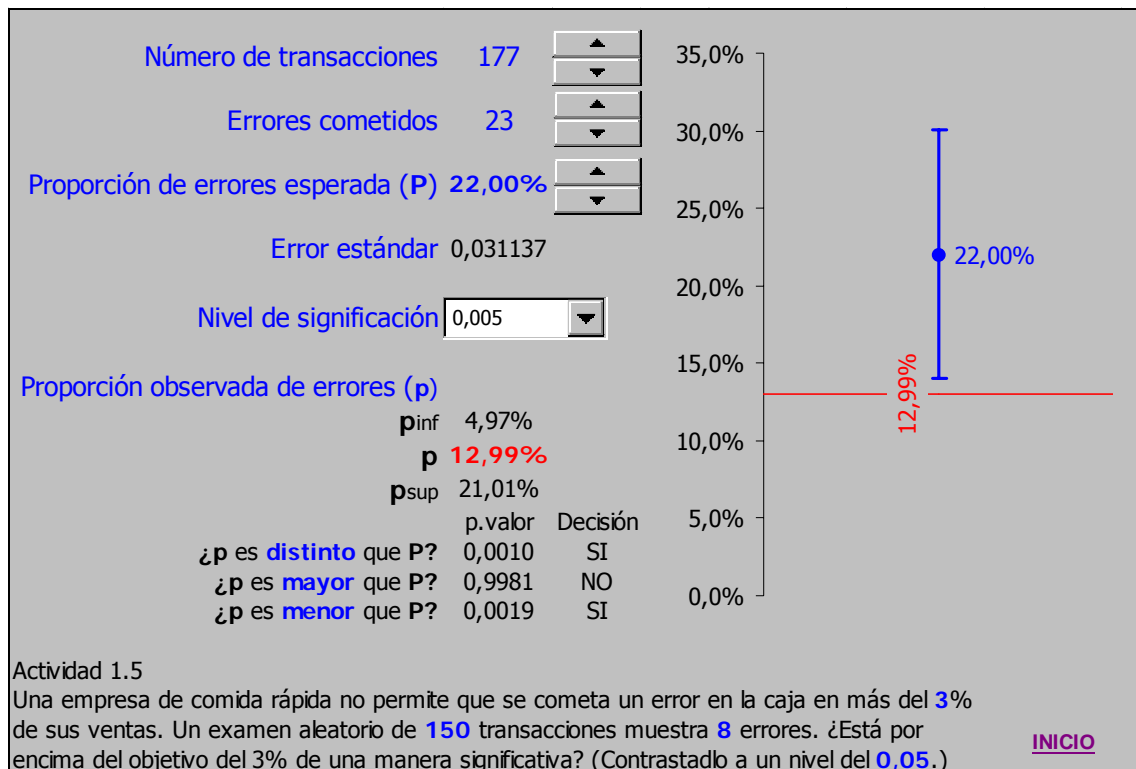 Número de transacciones 177
Errores cometidos 23
Proporción de errores esperada (P) 22,00%
Error estándar 0,031137
Nivel de significación 0,005
Proporción observada de errores (p)
pinf 4,97%
p 12,99%
psup 21,01%
p.valor Decisión
¿p es distinto que P? 0,0010 SI
¿p es mayor que P? 0,9981 NO
¿p es menor que P? 0,0019 SI
35,0%
30,0%
25,0%
22,00%
20,0%
15,0%
12,99%
10,0%
5,0%
0,0%
Actividad 1.5
Una empresa de comida rápida no permite que se cometa un error en la caja en más del 3%
de sus ventas. Un examen aleatorio de 150 transacciones muestra 8 errores. ¿Está por
encima del objetivo del 3% de una manera significativa? (Contrastadlo a un nivel del 0,05.)
INICIO